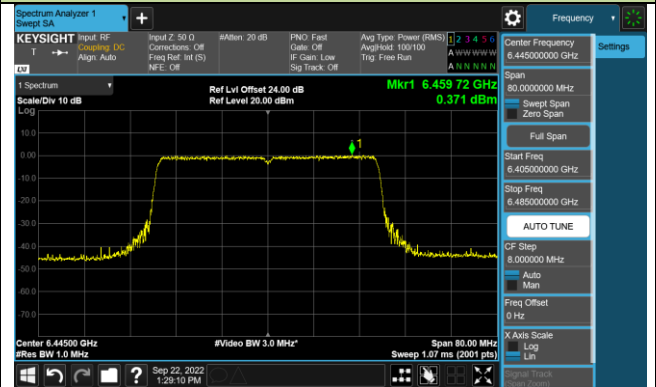 Spectrum Analyzer 1
Swept SA
+
Frequency
KEYSIGHT
Input: RF
Coupling: DC
Align: Auto
Input Z: 50 Ω
Corrections: Off
Freq Ref: Int (S)
NFE: Off
#Atten: 20 dB
PNO: Fast
Gate: Off
IF Gain: Low
Sig Track: Off
Avg Type: Power (RMS)
Avg|Hold: 100/100
Trig: Free Run
1 2 3 4 5 6
A W W W W W
A N N N N N
T
LXI
1 Spectrum
Scale/Div 10 dB
Log
Ref Lvl Offset 24.00 dB
Ref Level 20.00 dBm
Mkr1 6.459 72 GHz
0.371 dBm
1
10.0
0.00
-10.0
-20.0
-30.0
-40.0
-50.0
-60.0
-70.0
Center 6.44500 GHz
#Res BW 1.0 MHz
#Video BW 3.0 MHz*
Span 80.00 MHz
Sweep 1.07 ms (2001 pts)
Sep 22, 2022
1:29:10 PM
?
Center Frequency
6.445000000 GHz
Span
80.0000000 MHz
Swept Span
Zero Span
Full Span
Start Freq
6.405000000 GHz
Stop Freq
6.485000000 GHz
AUTO TUNE
CF Step
8.000000 MHz
Auto
Man
Freq Offset
0 Hz
X Axis Scale
Log
Lin
Signal Track
(Span Zoom)
Settings